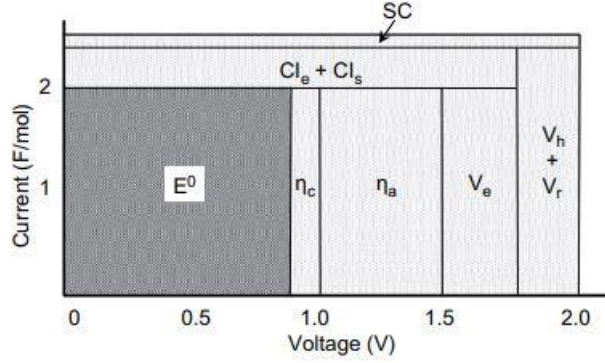 SC
CIₑ + CIₛ
2
1
Current (F/mol)
E⁰
η_c
ηₐ
Vₑ
Vₕ
+
Vᵣ
0 0.5 1.0 1.5 2.0
Voltage (V)